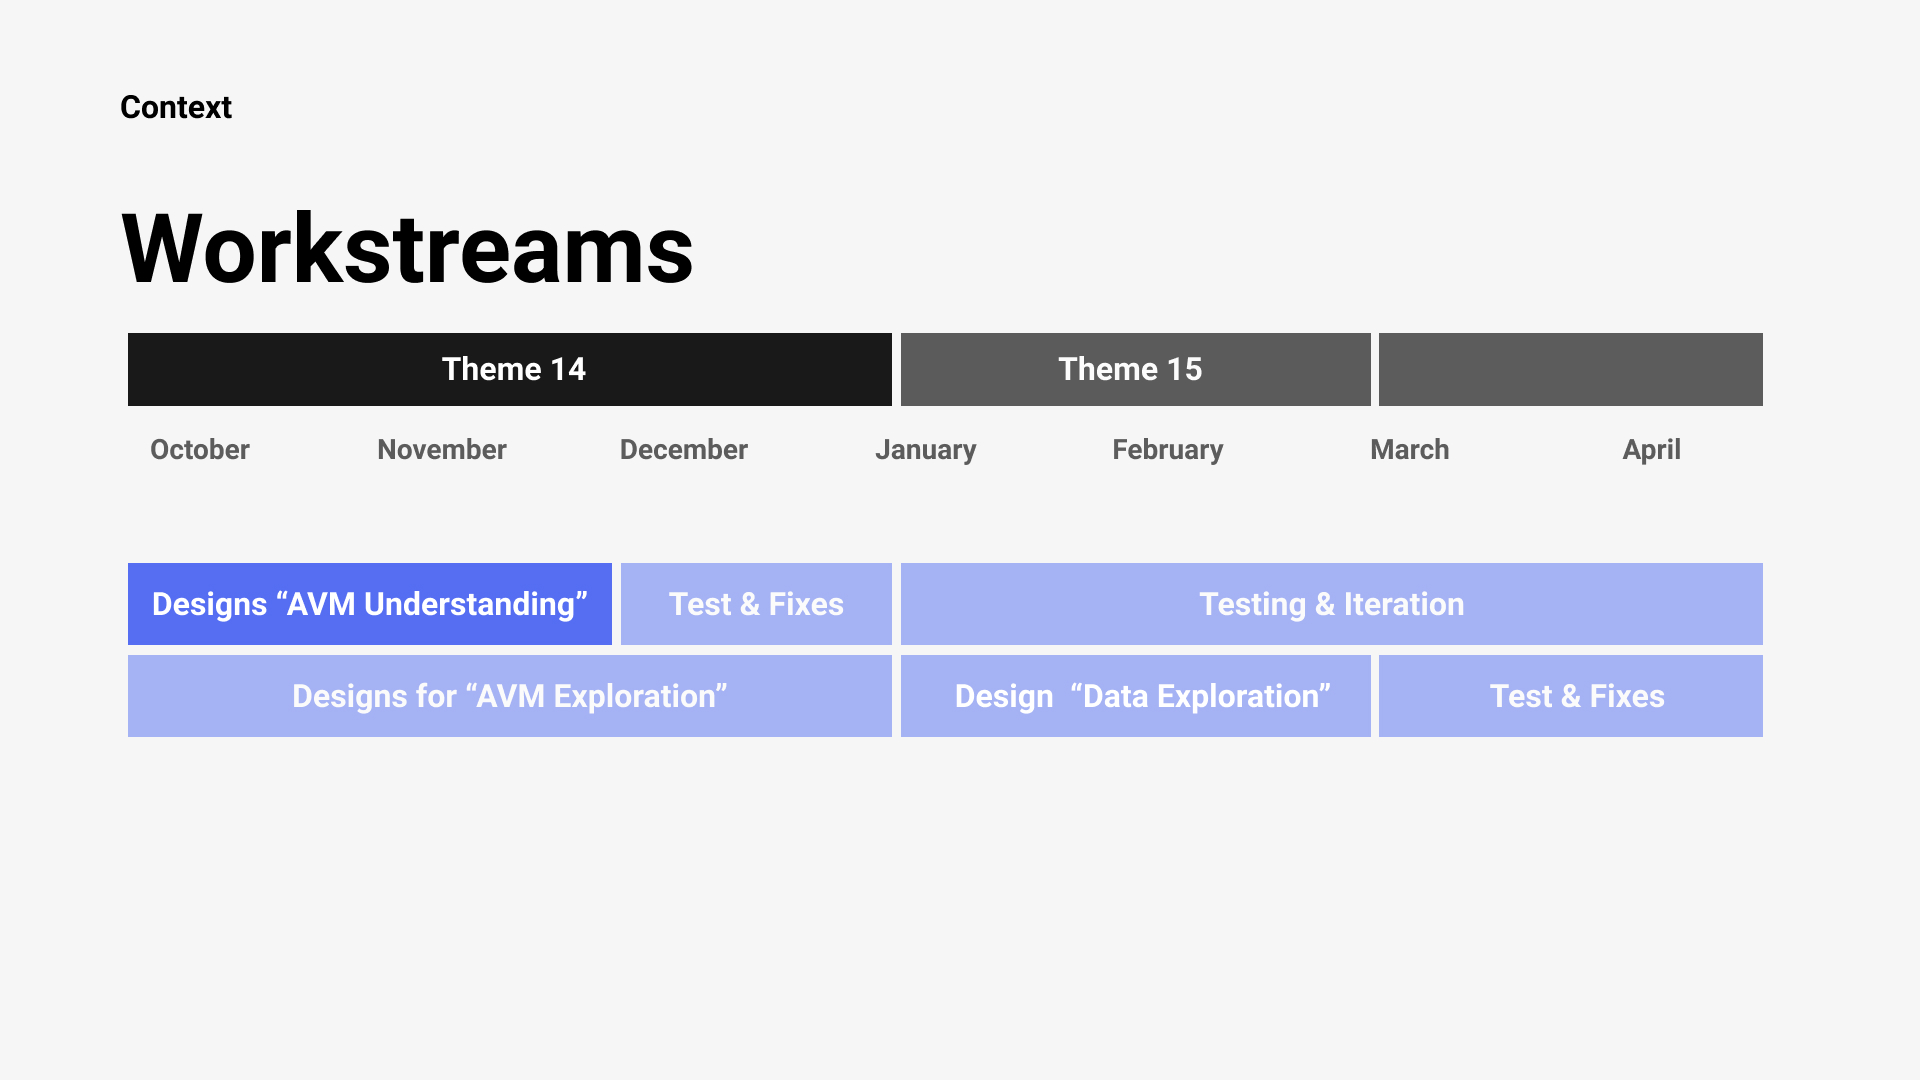 Context
Workstreams
Theme 14 Theme 15
October November December January February March April
Designs “AVM Understanding” Test & Fixes Testing & Iteration
Designs for “AVM Exploration” Design “Data Exploration” Test & Fixes